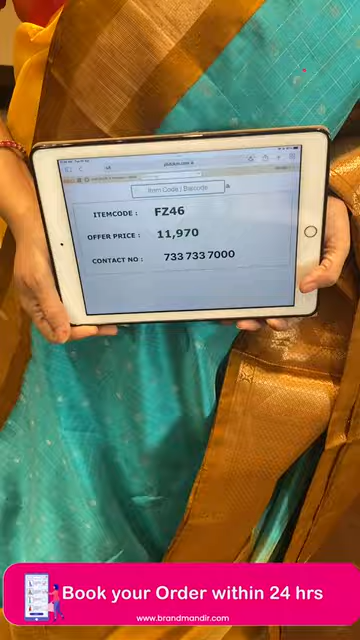 Item Code | Barcode
ITEMCODE : FZ46
OFFER PRICE : 11,970
CONTACT NO : 733 733 7000
Book your Order within 24 hrs
www.brandmandir.com